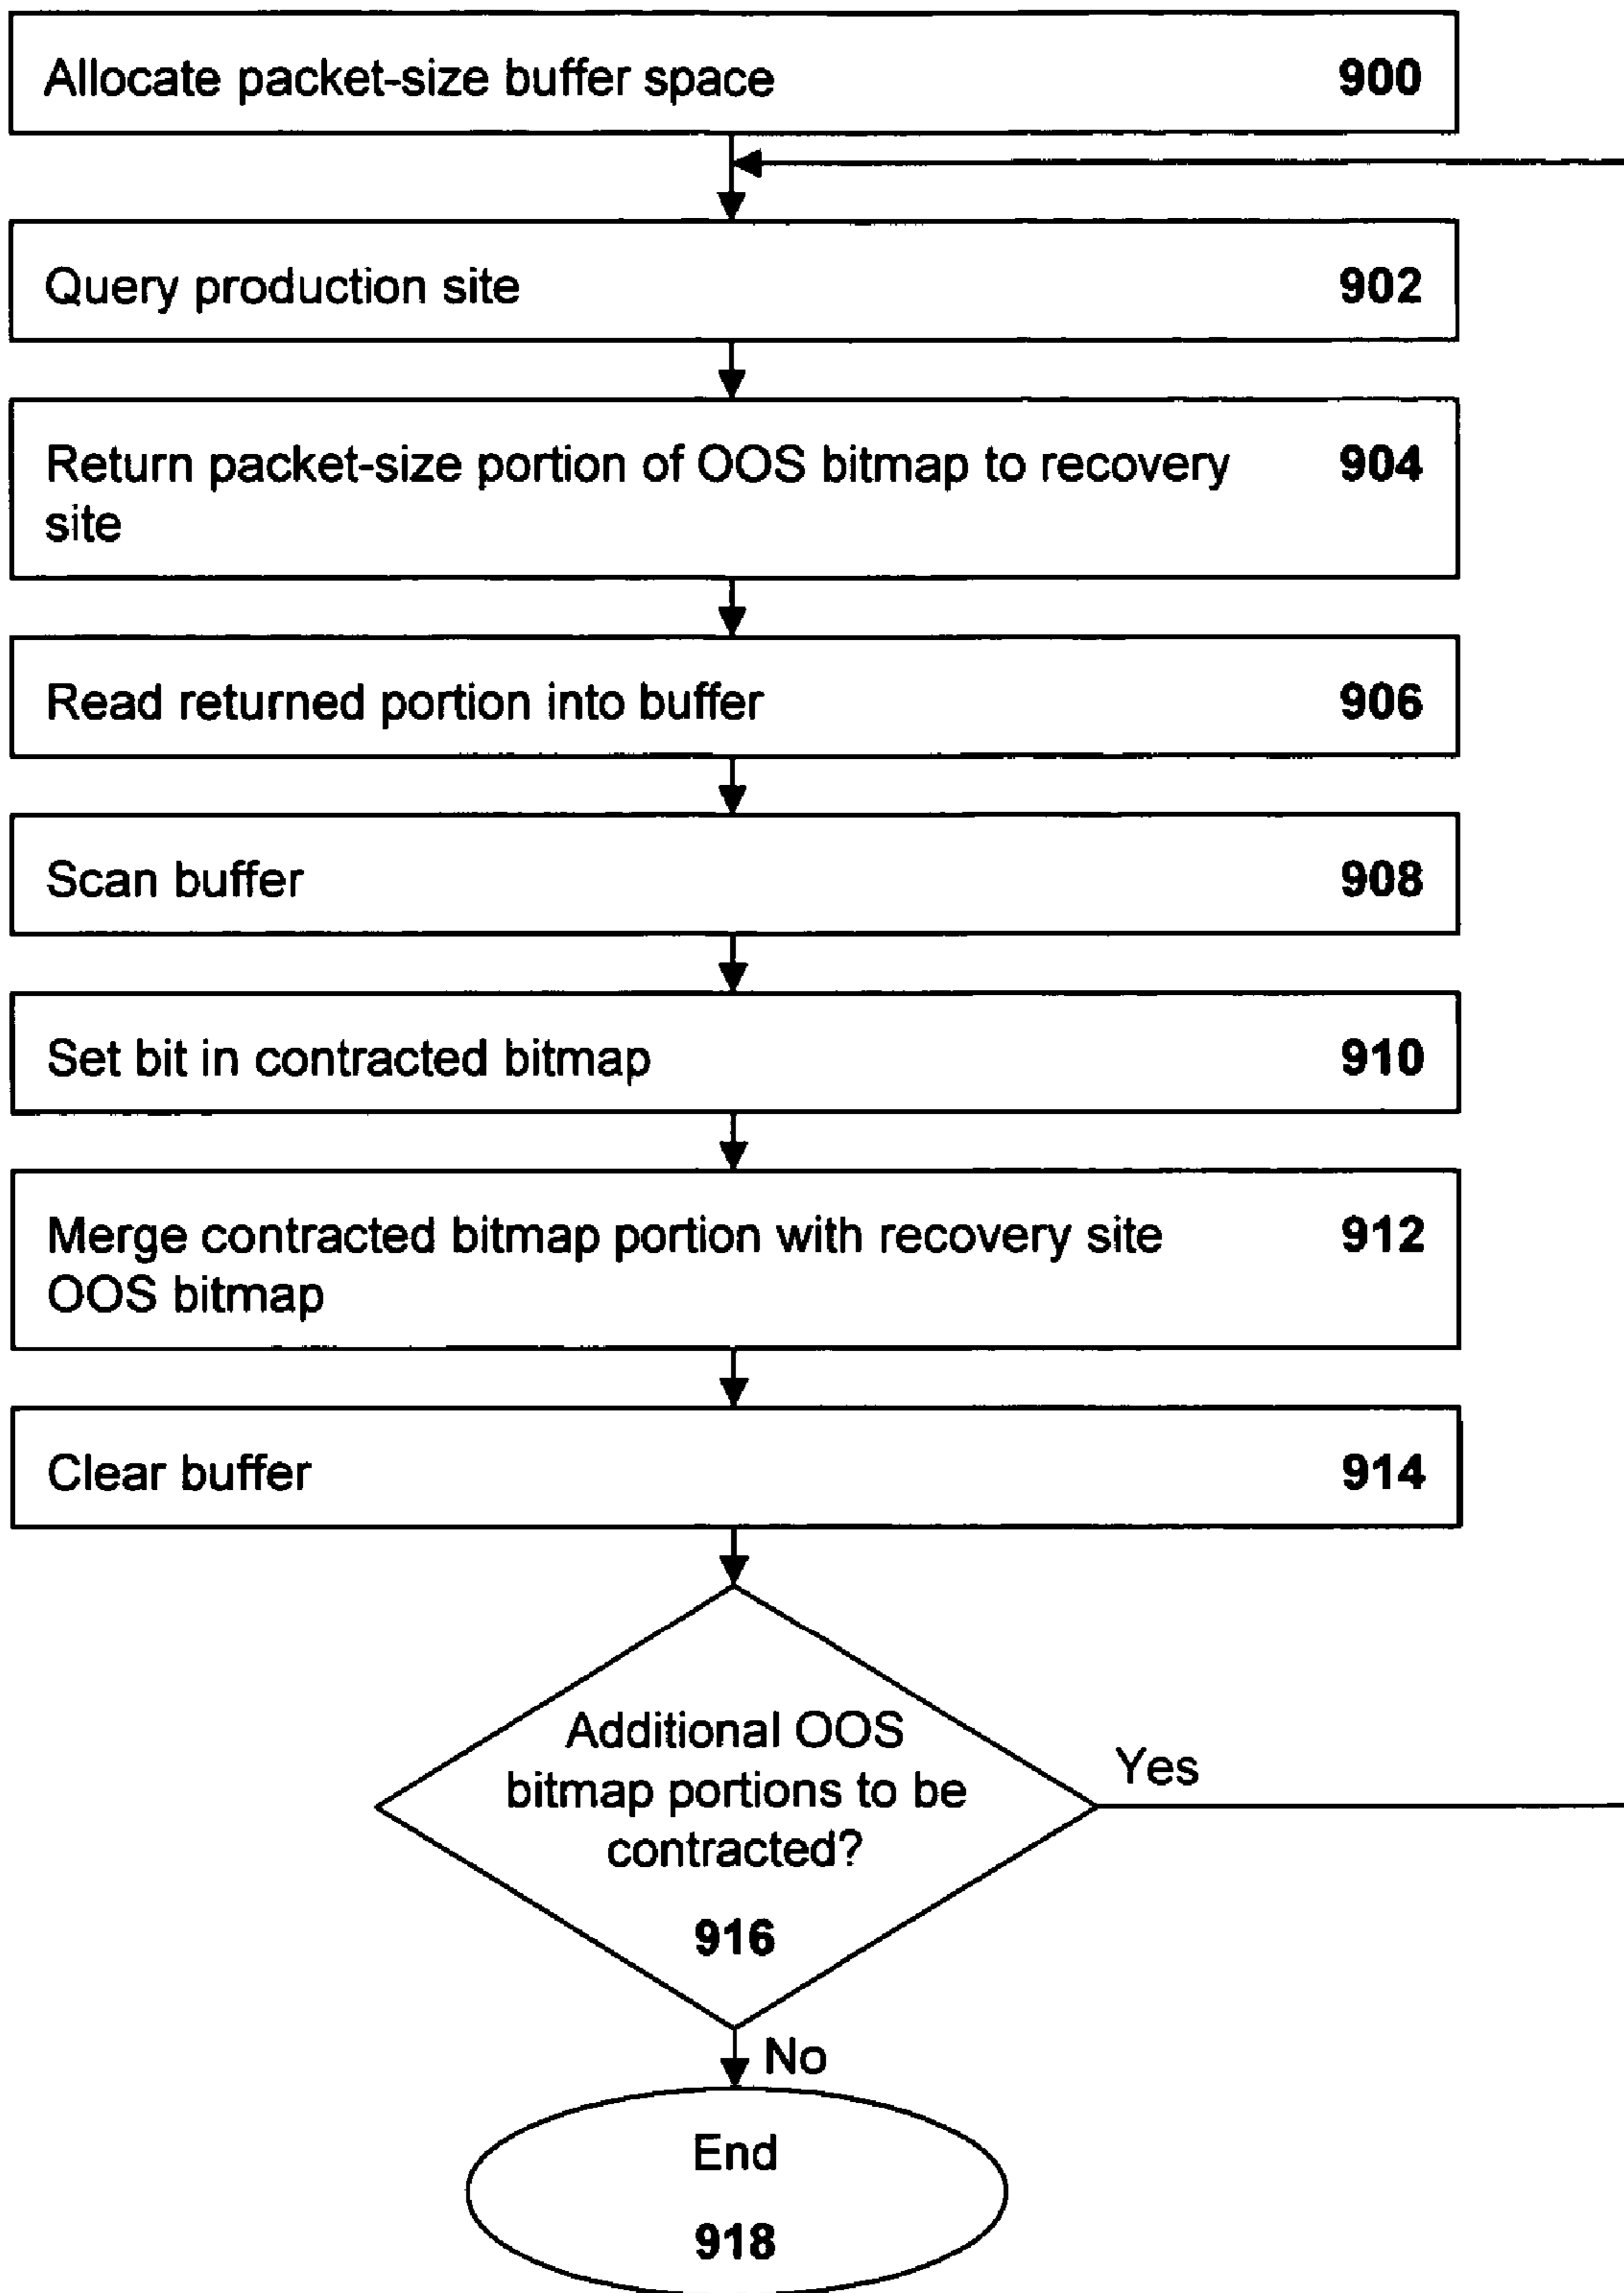 Allocate packet-size buffer space 900
Query production site 902
Return packet-size portion of OOS bitmap to recovery 904
site
Read returned portion into buffer 906
Scan buffer 908
Set bit in contracted bitmap 910
Merge contracted bitmap portion with recovery site 912
OOS bitmap
Clear buffer 914
Additional OOS
bitmap portions to be
contracted?
916
Yes
No
End
918